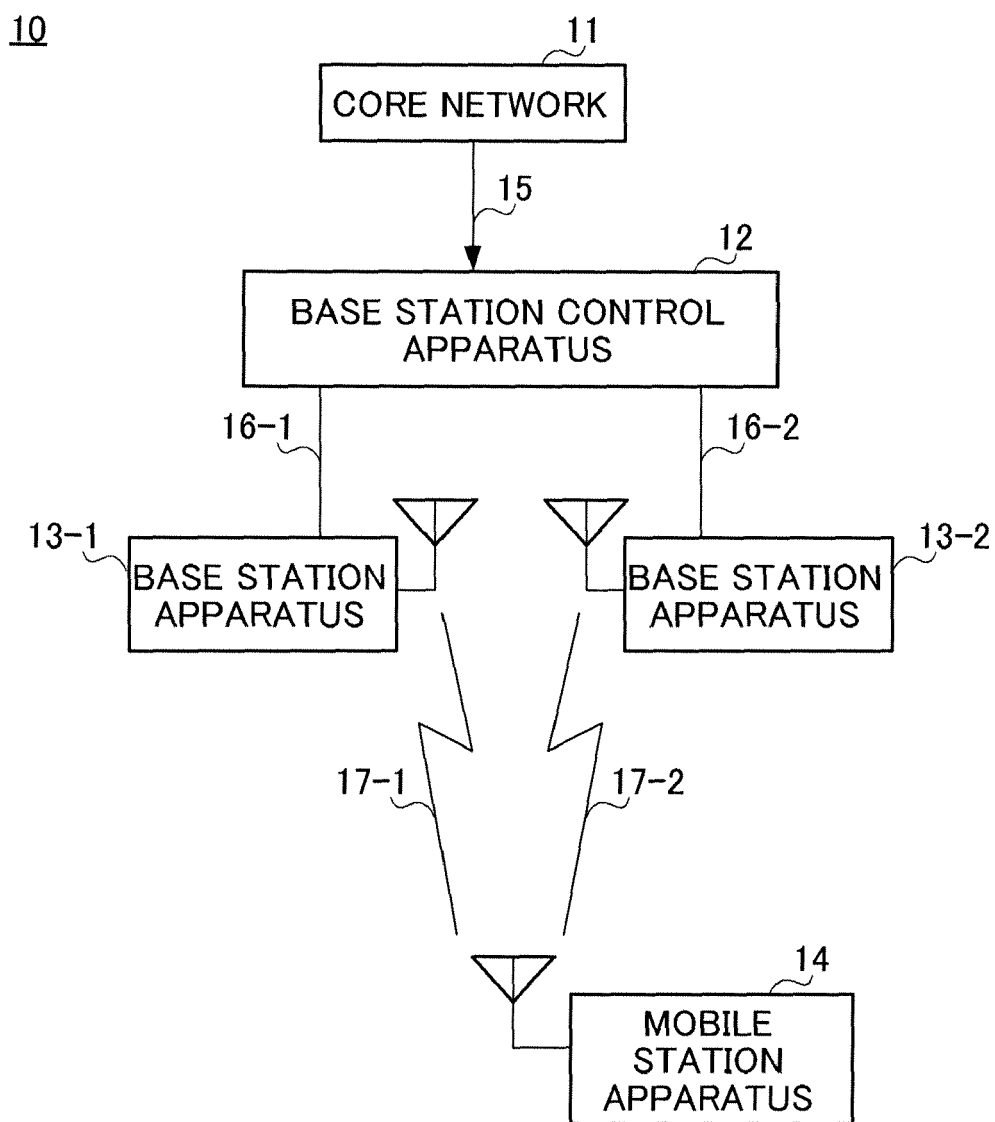 10
11
CORE NETWORK
15
12
BASE STATION CONTROL
APPARATUS
16-1
16-2
13-1
BASE STATION
APPARATUS
13-2
BASE STATION
APPARATUS
17-1
17-2
14
MOBILE
STATION
APPARATUS